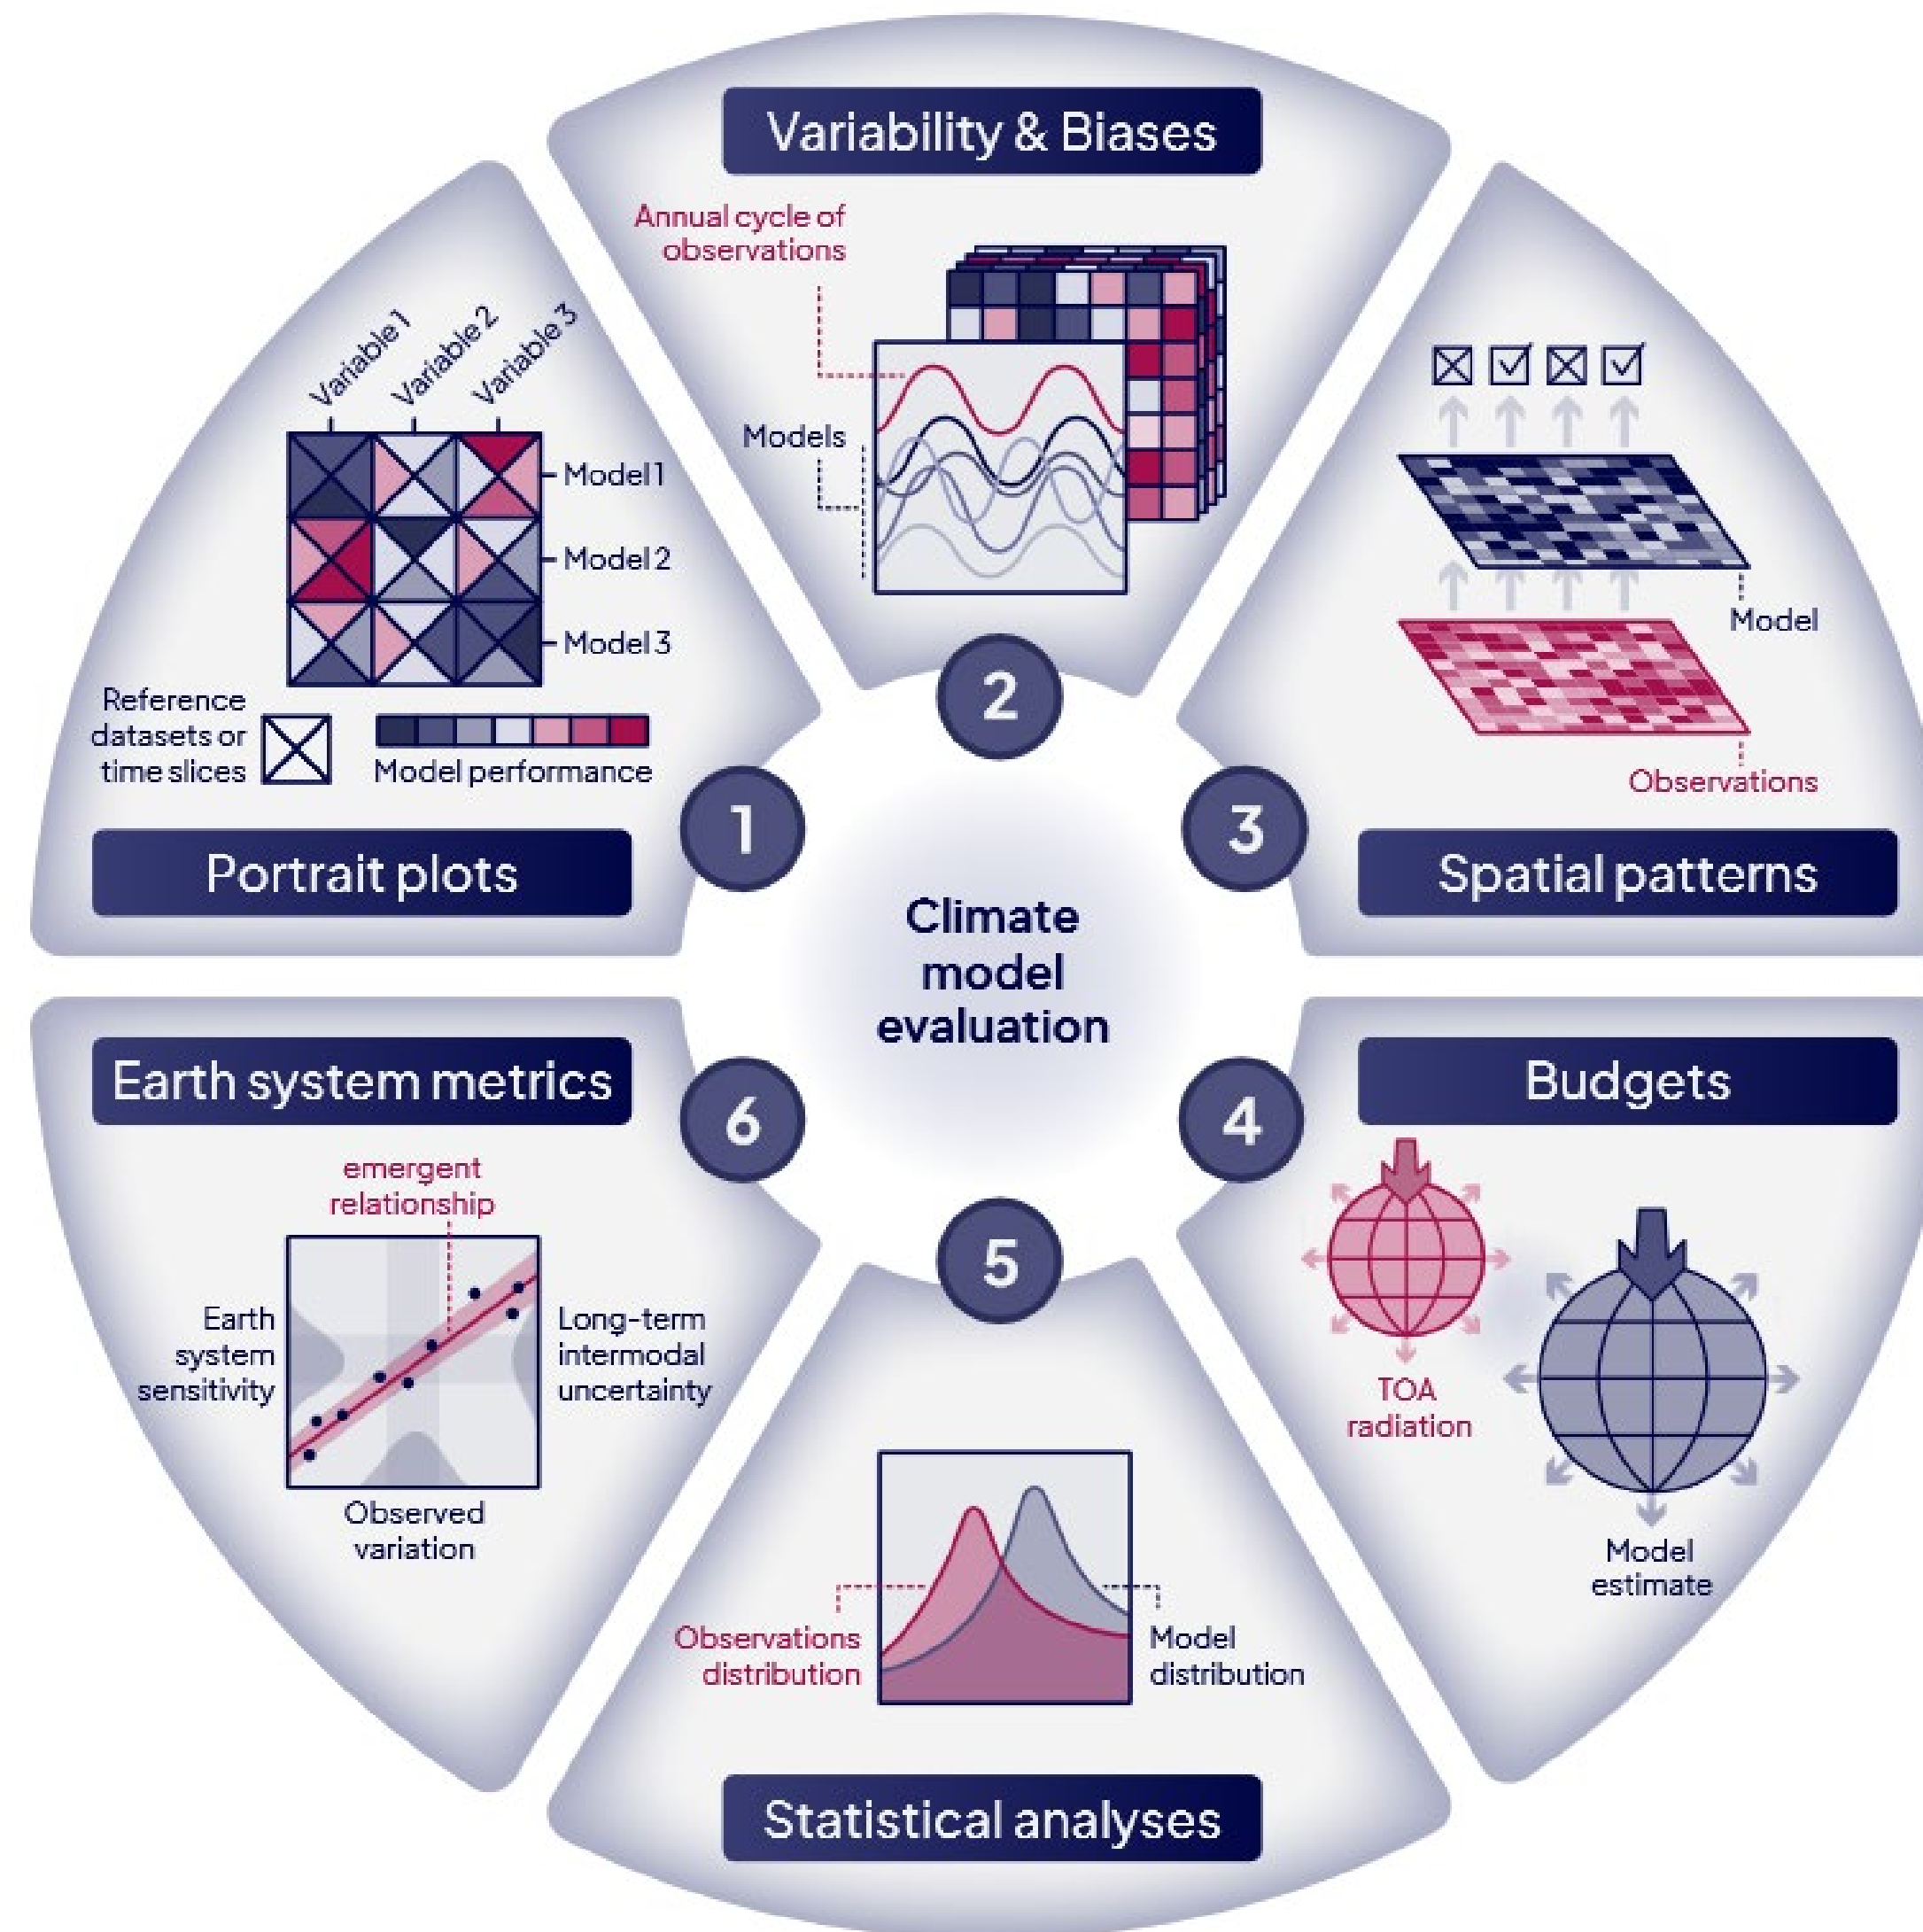 Variability & Biases
Annual cycle of
observations
Models
2
Variable 1
Variable 2
Variable 3
Model 1
Model 2
Model 3
Reference
datasets or
time slices
Model performance
Portrait plots
1
Model
Observations
Spatial patterns
3
Climate
model
evaluation
Budgets
4
TOA
radiation
Model
estimate
5
Observations
distribution
Model
distribution
Statistical analyses
Earth system metrics
6
emergent
relationship
Earth
system
sensitivity
Long-term
intermodal
uncertainty
Observed
variation